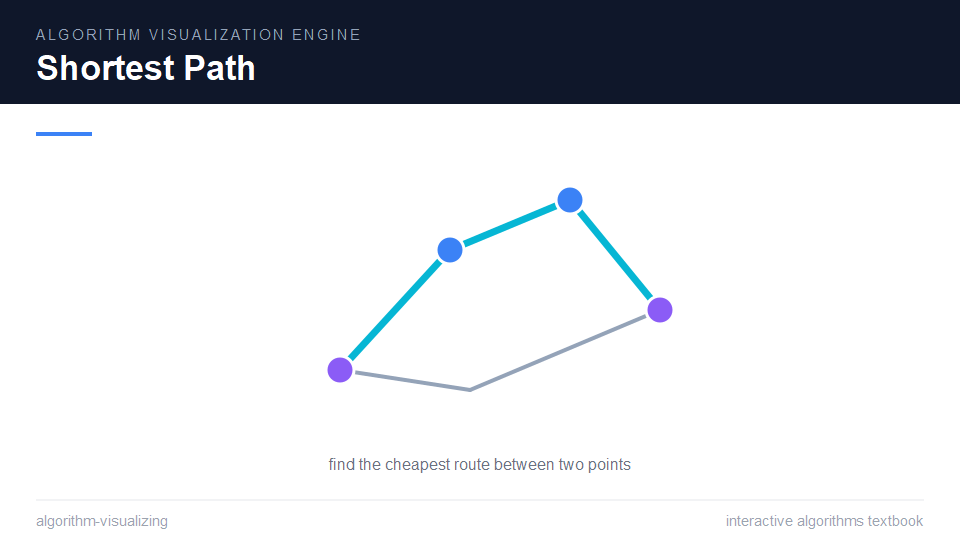 ALGORITHM VISUALIZATION ENGINE
Shortest Path
find the cheapest route between two points
algorithm-visualizing
interactive algorithms textbook